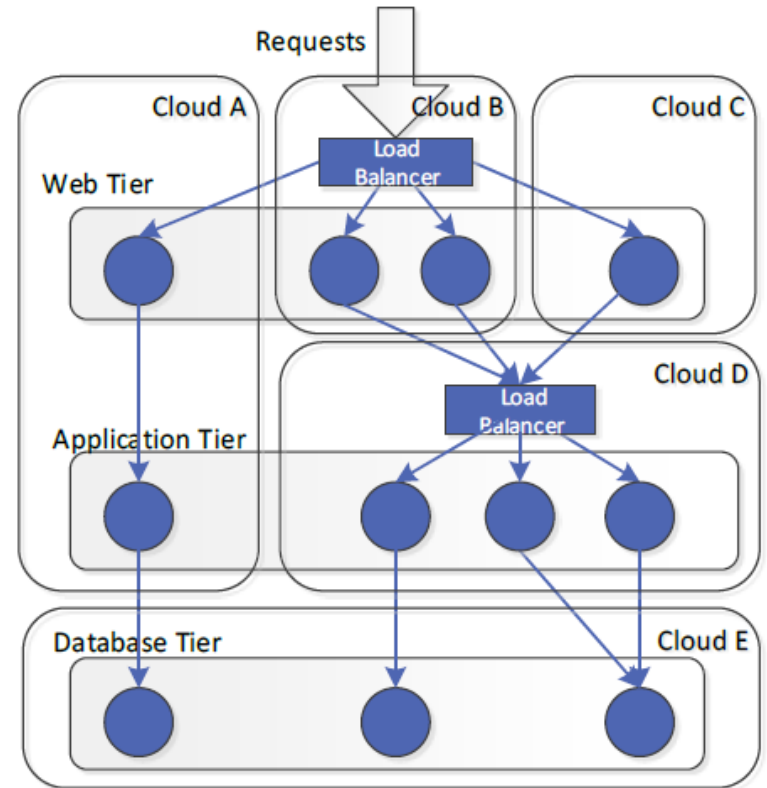 Requests
Cloud A
Cloud B
Cloud C
Load
Balancer
Web Tier
Cloud D
Load
Balancer
Application Tier
Database Tier
Cloud E